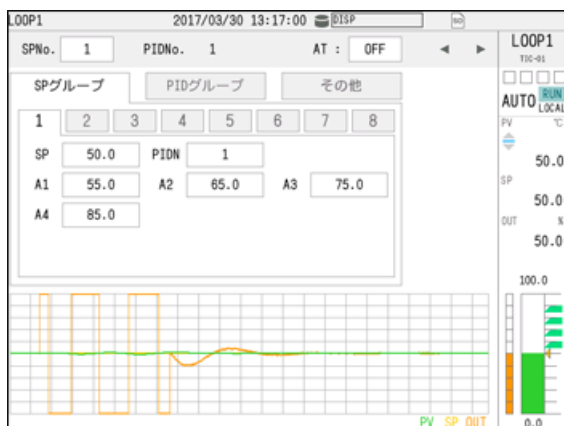 LOOP1 2017/03/30 13:17:00 DISP SD
SPNo. 1 PIDNo. 1 AT : OFF
SPグループ PIDグループ その他
1 2 3 4 5 6 7 8
SP 50.0 PIDN 1
A1 55.0 A2 65.0 A3 75.0
A4 85.0
PV SP OUT
LOOP1
TIC-01
AUTO RUN
LOCAL
PV ℃
50.0
SP
50.0
OUT %
50.0
100.0
0.0